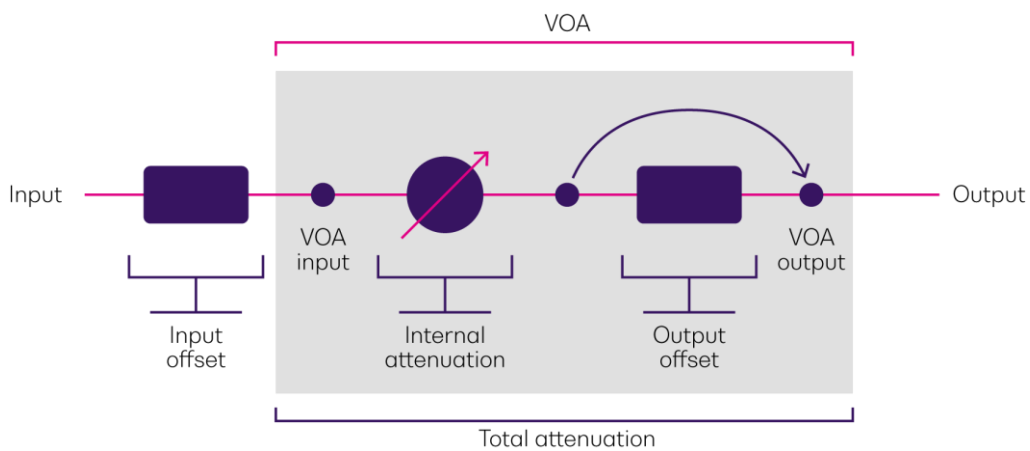 VOA
Input
Output
VOA
input
VOA
output
Input
offset
Internal
attenuation
Output
offset
Total attenuation